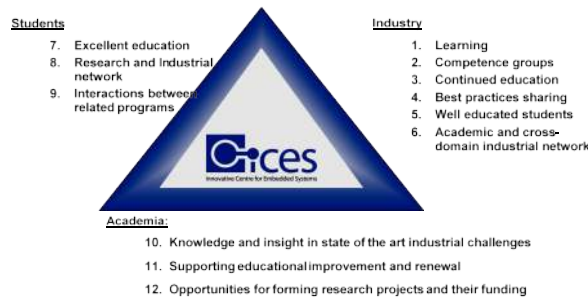 Students
7. Excellent education
8. Research and Industrial
network
9. Interactions between
related programs
Industry
1. Learning
2. Competence groups
3. Continued education
4. Best practices sharing
5. Well educated students
6. Academic and cross-
domain industrial network
ices
Innovative Centre for Embedded Systems
Academia:
10. Knowledge and insight in state of the art industrial challenges
11. Supporting educational improvement and renewal
12. Opportunities for forming research projects and their funding